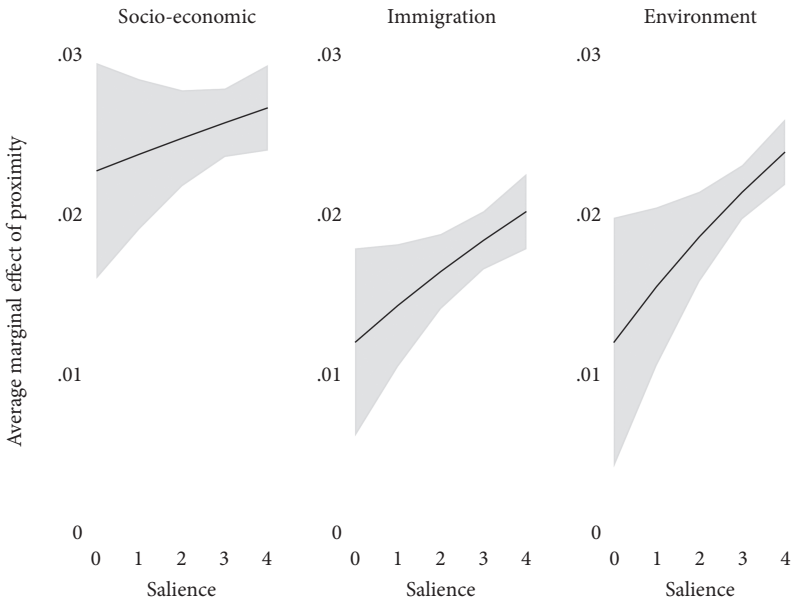 Socio-economic
Immigration
Environment
Average marginal effect of proximity
.03
.02
.01
0
0 1 2 3 4
Salience
.03
.02
.01
0
0 1 2 3 4
Salience
.03
.02
.01
0
0 1 2 3 4
Salience